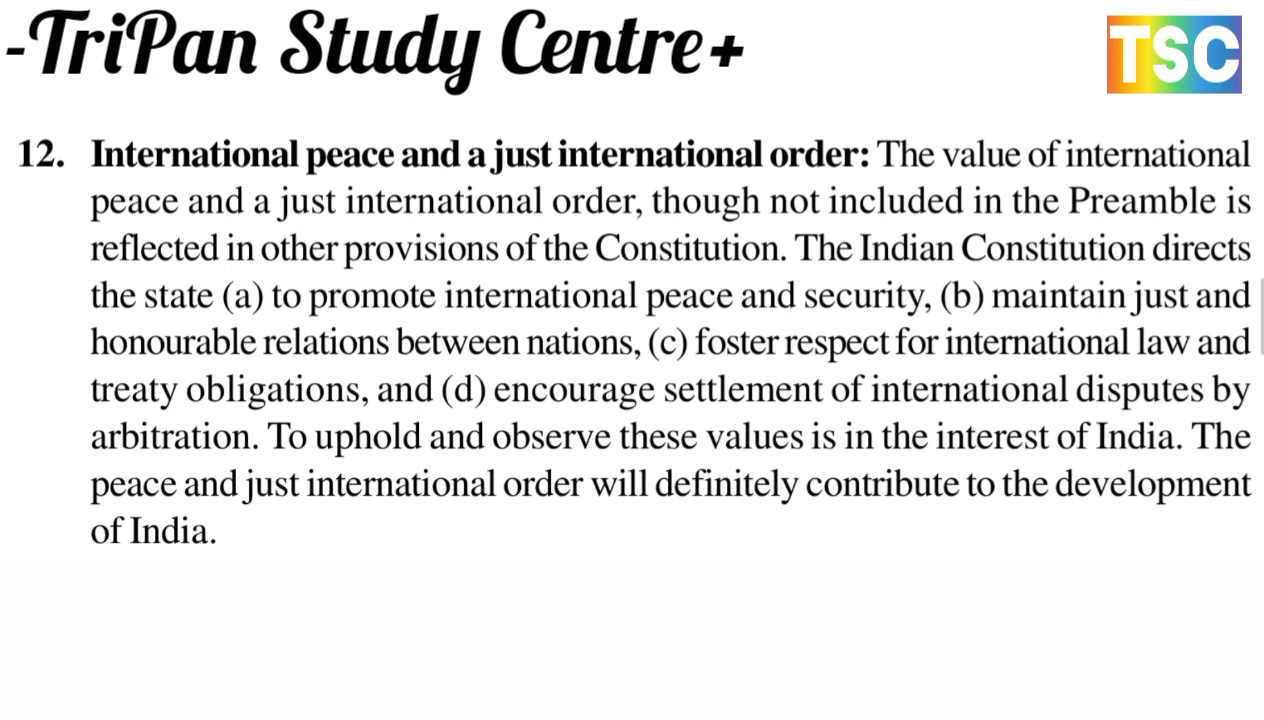 -TriPan Study Centre+
TSC
12. International peace and a just international order: The value of international
peace and a just international order, though not included in the Preamble is
reflected in other provisions of the Constitution. The Indian Constitution directs
the state (a) to promote international peace and security, (b) maintain just and
honourable relations between nations, (c) foster respect for international law and
treaty obligations, and (d) encourage settlement of international disputes by
arbitration. To uphold and observe these values is in the interest of India. The
peace and just international order will definitely contribute to the development
of India.